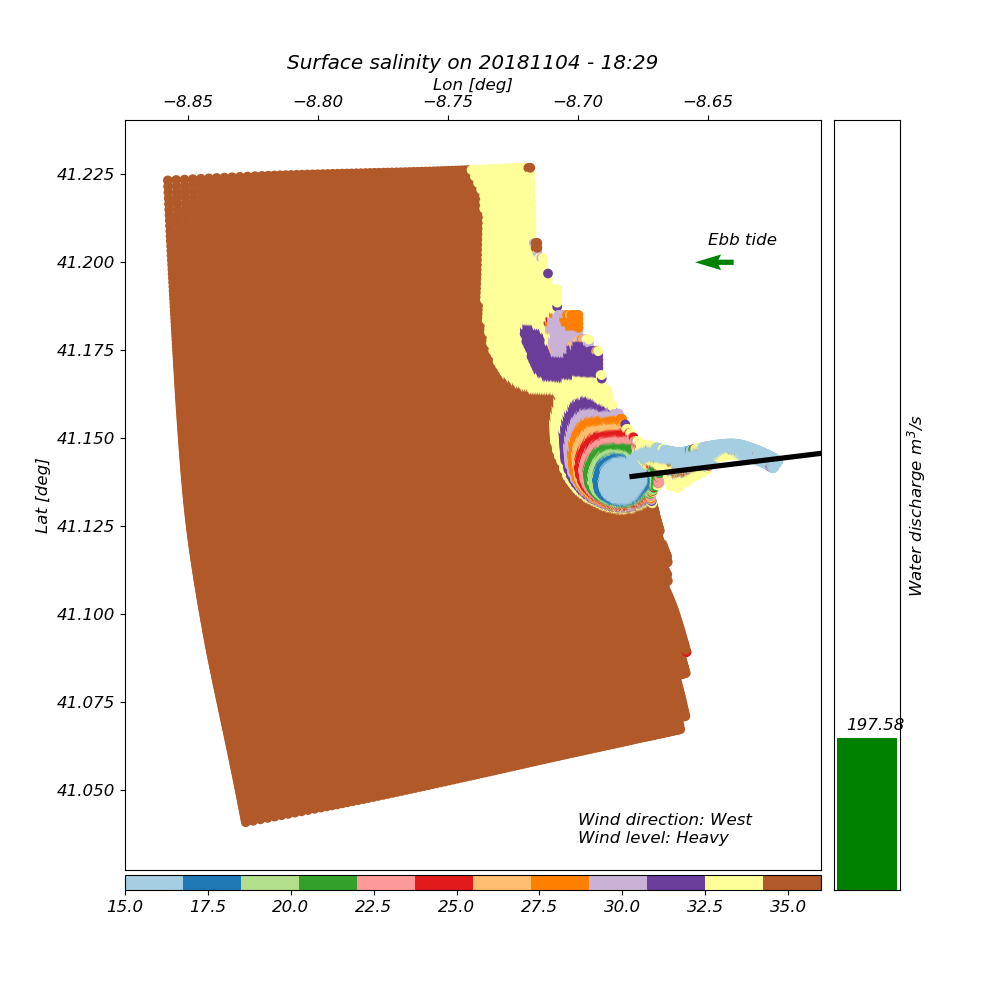 Surface salinity on 20181104 - 18:29
Lon [deg]
−8.85 −8.80 −8.75 −8.70 −8.65
41.225
41.200
41.175
41.150
41.125
41.100
41.075
41.050
Lat [deg]
Ebb tide
Wind direction: West
Wind level: Heavy
197.58
Water discharge m³/s
15.0 17.5 20.0 22.5 25.0 27.5 30.0 32.5 35.0